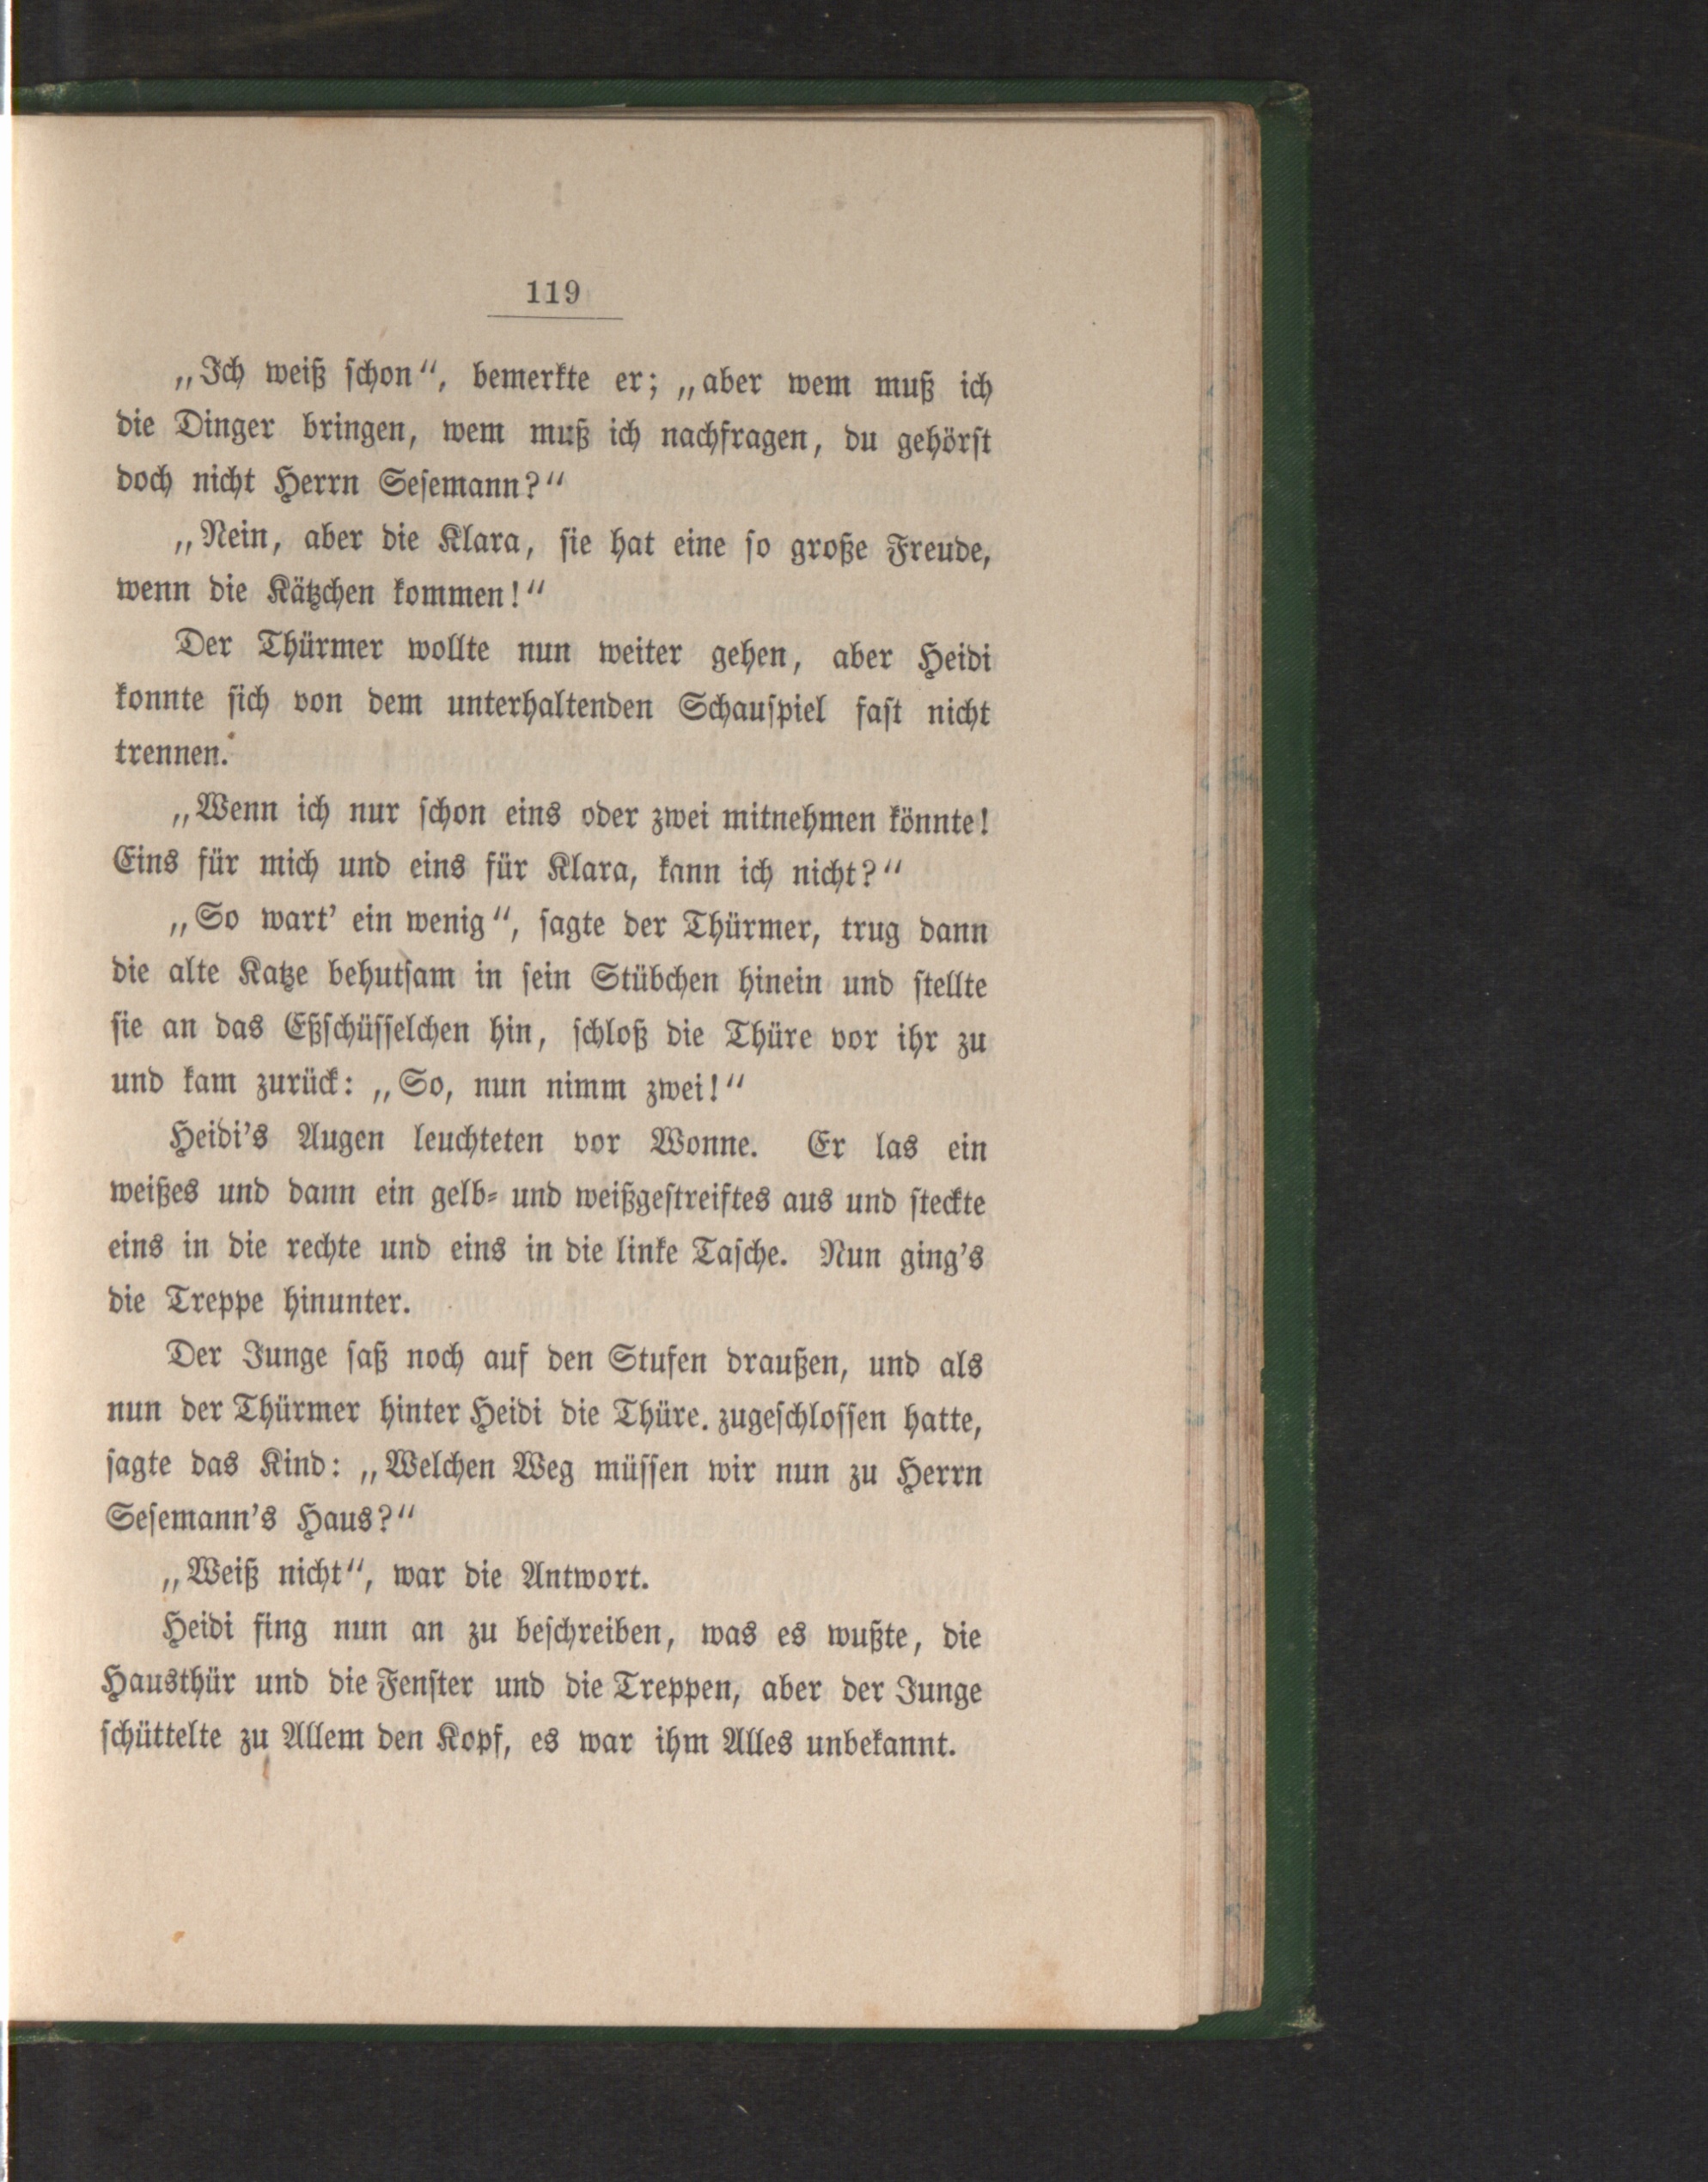 119
„Ich weiß schon“, bemerkte er; „aber wem muß ich
die Dinger bringen, wem muß ich nachfragen, du gehörst
doch nicht Herrn Sesemann?“
„Nein, aber die Klara, sie hat eine so große Freude,
wenn die Kätzchen kommen!“
Der Thürmer wollte nun weiter gehen, aber Heidi
konnte sich von dem unterhaltenden Schauspiel fast nicht
trennen.
„Wenn ich nur schon eins oder zwei mitnehmen könnte!
Eins für mich und eins für Klara, kann ich nicht?“
„So wart’ ein wenig“, sagte der Thürmer, trug dann
die alte Katze behutsam in sein Stübchen hinein und stellte
sie an das Eßschüsselchen hin, schloß die Thüre vor ihr zu
und kam zurück: „So, nun nimm zwei!“
Heidi’s Augen leuchteten vor Wonne. Er las ein
weißes und dann ein gelb- und weißgestreiftes aus und steckte
eins in die rechte und eins in die linke Tasche. Nun ging’s
die Treppe hinunter.
Der Junge saß noch auf den Stufen draußen, und als
nun der Thürmer hinter Heidi die Thüre. zugeschlossen hatte,
sagte das Kind: „Welchen Weg müssen wir nun zu Herrn
Sesemann’s Haus?“
„Weiß nicht“, war die Antwort.
Heidi fing nun an zu beschreiben, was es wußte, die
Hausthür und die Fenster und die Treppen, aber der Junge
schüttelte zu Allem den Kopf, es war ihm Alles unbekannt.